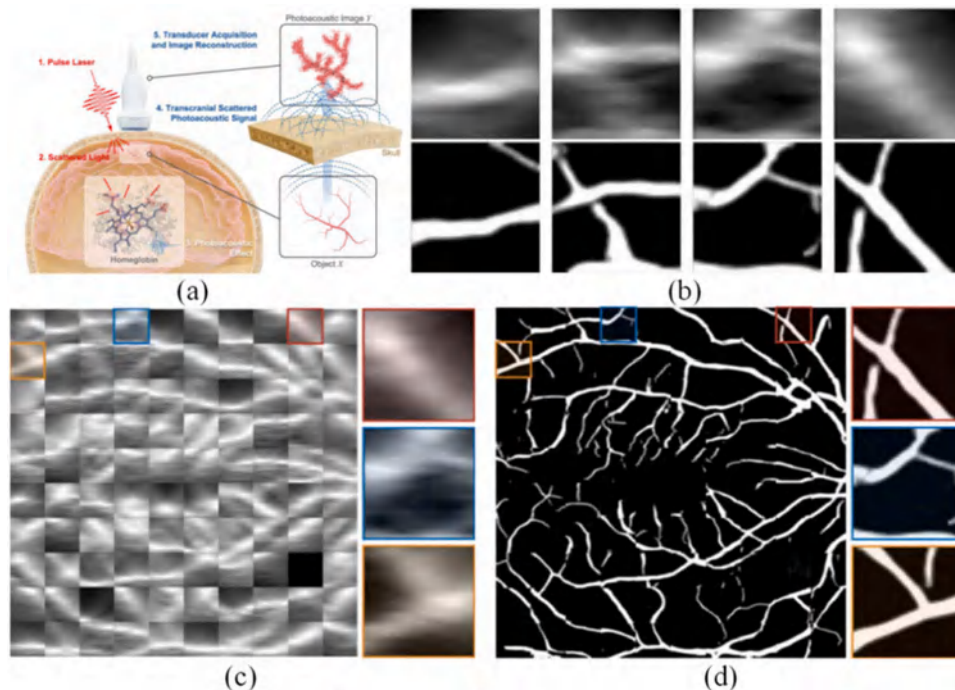 Photoacoustic Image Y
5. Transducer Acquisition
and Image Reconstruction
1. Pulse Laser
4. Transcranial Scattered
Photoacoustic Signal
2. Scattered Light
Skull
3. Photoacoustic
Effect
Homeglobin
Object X
(a)
(b)
(c)
(d)